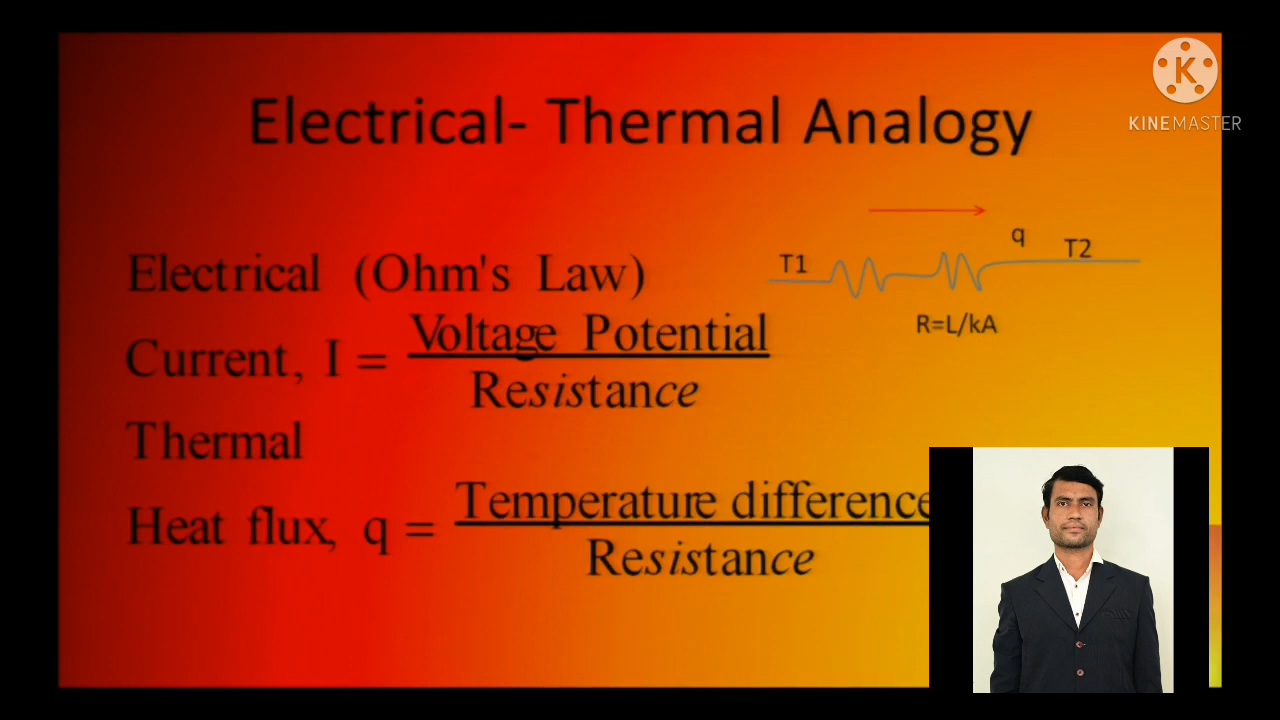 Electrical- Thermal Analogy
K
KINEMASTER
Electrical (Ohm's Law)
Current, I = Voltage Potential
Resistance
Thermal
Heat flux, q = Temperature difference
Resistance
T1
q
T2
R=L/kA